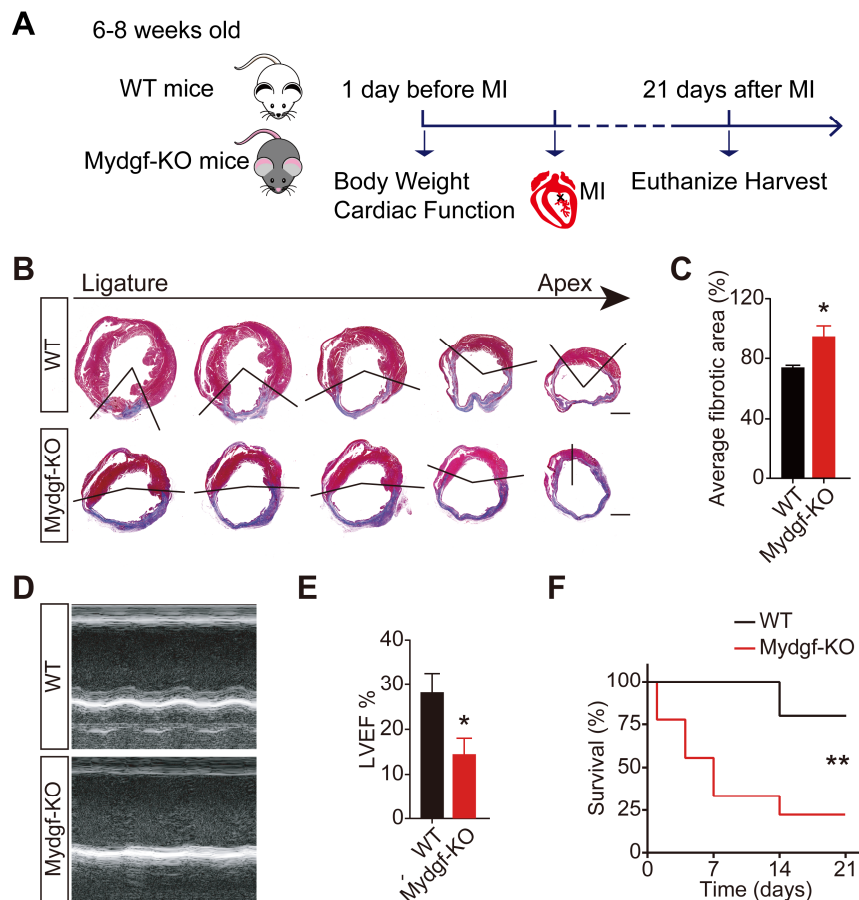 A
6-8 weeks old
WT mice
Mydgf-KO mice
1 day before MI
21 days after MI
Body Weight
Cardiac Function
MI
Euthanize Harvest
B
Ligature
Apex
WT
Mydgf-KO
C
Average fibrotic area (%)
120
80
40
0
*
WT
Mydgf-KO
D
WT
Mydgf-KO
E
LVEF %
40
30
20
10
0
*
WT
Mydgf-KO
F
WT
Mydgf-KO
Survival (%)
100
75
50
25
0
**
0
7
14
21
Time (days)